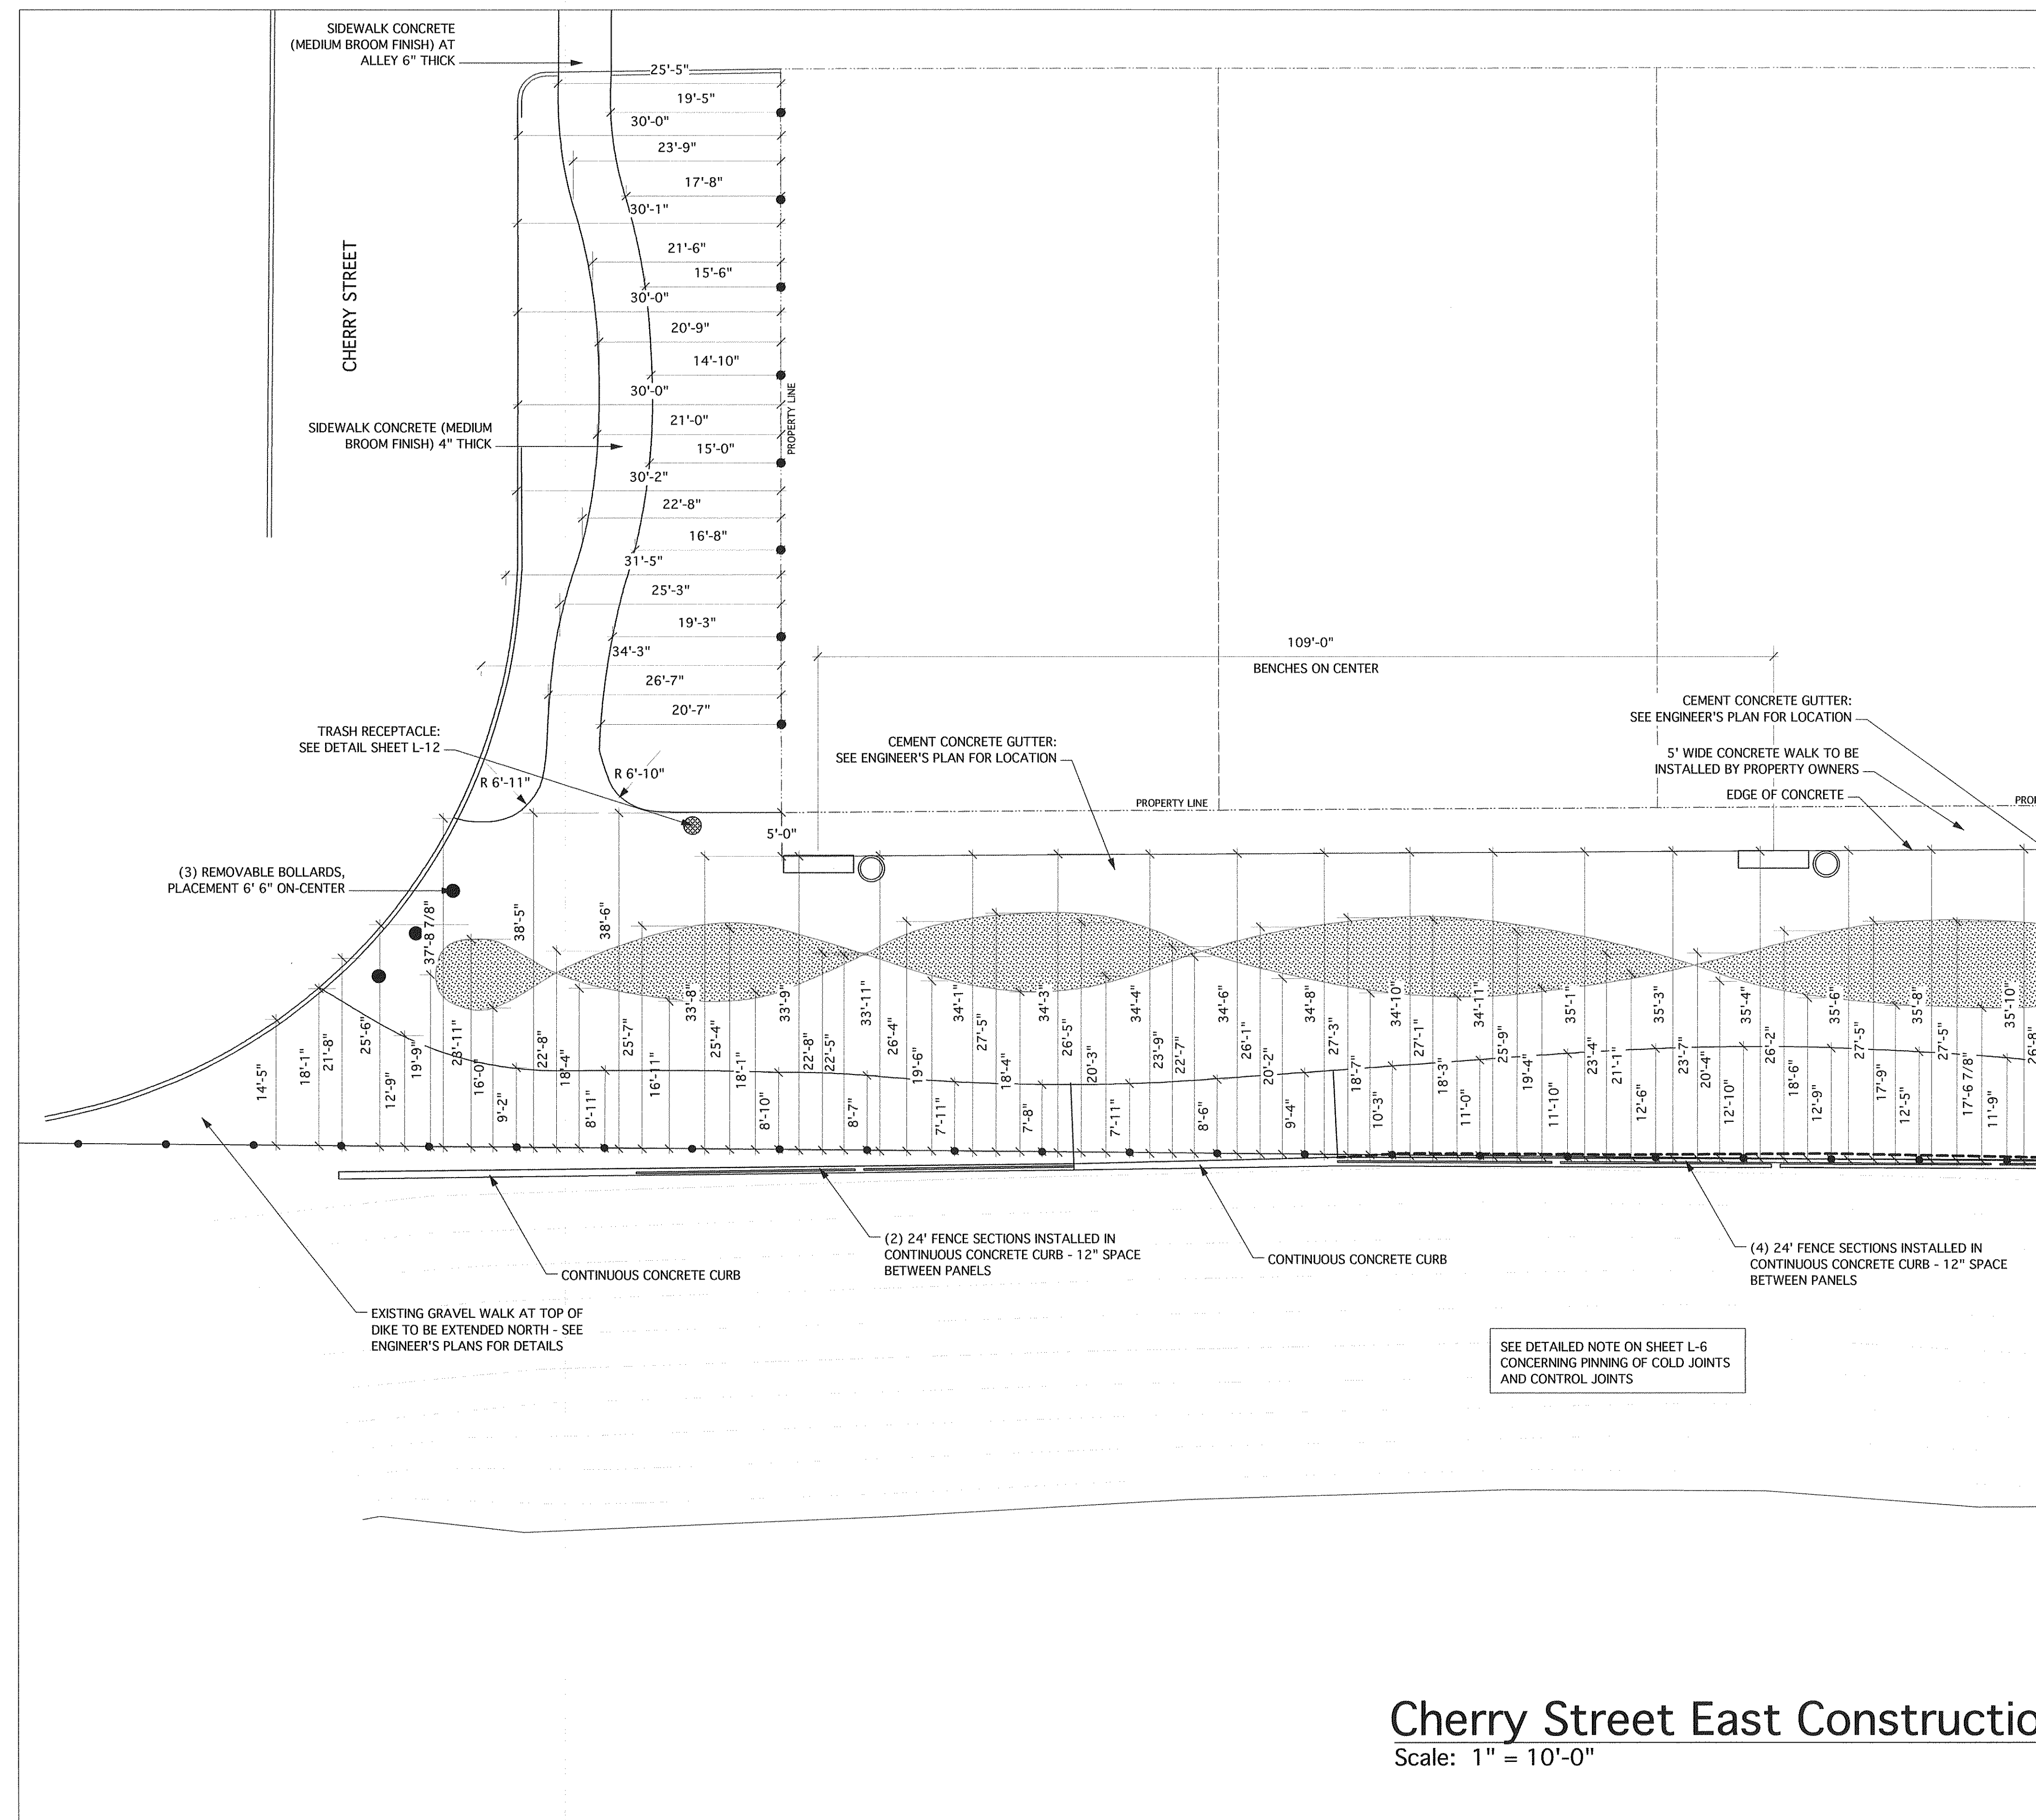 SIDEWALK CONCRETE
(MEDIUM BROOM FINISH) AT
ALLEY 6" THICK
25'-5"
19'-5"
30'-0"
23'-9"
17'-8"
30'-1"
21'-6"
15'-6"
30'-0"
20'-9"
14'-10"
30'-0"
21'-0"
15'-0"
30'-2"
22'-8"
16'-8"
31'-5"
25'-3"
19'-3"
34'-3"
26'-7"
20'-7"
CHERRY STREET
PROPERTY LINE
SIDEWALK CONCRETE (MEDIUM
BROOM FINISH) 4" THICK
109'-0"
BENCHES ON CENTER
TRASH RECEPTACLE:
SEE DETAIL SHEET L-12
R 6'-11"
R 6'-10"
CEMENT CONCRETE GUTTER:
SEE ENGINEER'S PLAN FOR LOCATION
CEMENT CONCRETE GUTTER:
SEE ENGINEER'S PLAN FOR LOCATION
5' WIDE CONCRETE WALK TO BE
INSTALLED BY PROPERTY OWNERS
EDGE OF CONCRETE
PROPERTY LINE
PROP
5'-0"
(3) REMOVABLE BOLLARDS,
PLACEMENT 6' 6" ON-CENTER
14'-5"
18'-1"
21'-8"
25'-6"
12'-9"
19'-9"
37'-8 7/8"
23'-11"
16'-0"
9'-2"
38'-5"
22'-8"
18'-4"
8'-11"
38'-6"
25'-7"
16'-11"
33'-8"
25'-4"
18'-1"
8'-10"
33'-9"
22'-8"
22'-5"
8'-7"
33'-11"
26'-4"
19'-6"
7'-11"
34'-1"
27'-5"
18'-4"
7'-8"
34'-3"
26'-5"
20'-3"
7'-11"
34'-4"
23'-9"
22'-7"
8'-6"
34'-6"
26'-1"
20'-2"
9'-4"
34'-8"
27'-3"
18'-7"
10'-3"
34'-10"
27'-1"
18'-3"
11'-0"
34'-11"
25'-9"
19'-4"
11'-10"
35'-1"
23'-4"
21'-1"
12'-6"
35'-3"
23'-7"
20'-4"
12'-10"
35'-4"
26'-2"
18'-6"
12'-9"
35'-6"
27'-5"
17'-9"
12'-5"
35'-8"
27'-5"
17'-6 7/8"
11'-9"
35'-10"
26'-8"
(2) 24' FENCE SECTIONS INSTALLED IN
CONTINUOUS CONCRETE CURB - 12" SPACE
BETWEEN PANELS
CONTINUOUS CONCRETE CURB
CONTINUOUS CONCRETE CURB
(4) 24' FENCE SECTIONS INSTALLED IN
CONTINUOUS CONCRETE CURB - 12" SPACE
BETWEEN PANELS
EXISTING GRAVEL WALK AT TOP OF
DIKE TO BE EXTENDED NORTH - SEE
ENGINEER'S PLANS FOR DETAILS
SEE DETAILED NOTE ON SHEET L-6
CONCERNING PINNING OF COLD JOINTS
AND CONTROL JOINTS
Cherry Street East Constructio
Scale: 1" = 10'-0"